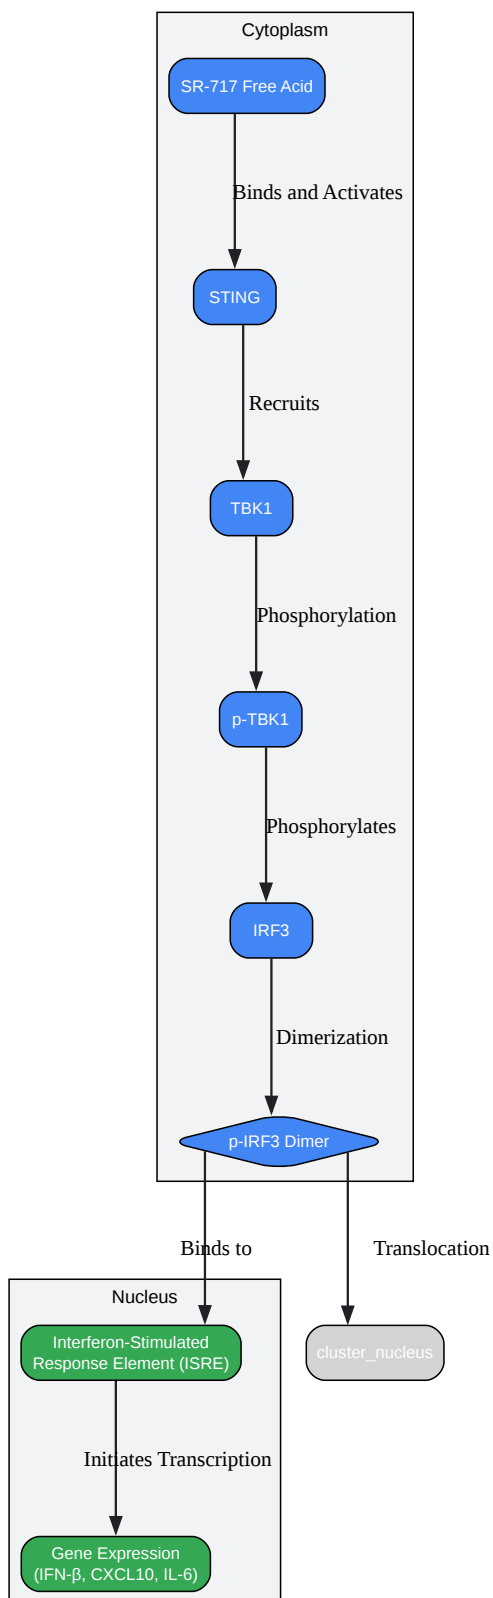 Cytoplasm
SR-717 Free Acid
Binds and Activates
STING
Recruits
TBK1
Phosphorylation
p-TBK1
Phosphorylates
IRF3
Dimerization
p-IRF3 Dimer
Binds to
Translocation
Nucleus
Interferon-Stimulated
Response Element (ISRE)
cluster_nucleus
Initiates Transcription
Gene Expression
(IFN-β, CXCL10, IL-6)